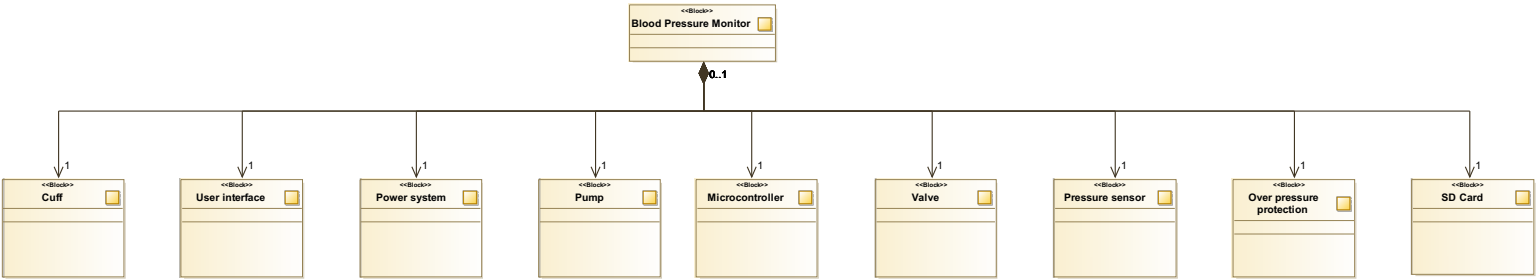 <<Block>>
Blood Pressure Monitor
0..1
1
1
1
1
1
1
1
1
1
<<Block>>
Cuff
<<Block>>
User interface
<<Block>>
Power system
<<Block>>
Pump
<<Block>>
Microcontroller
<<Block>>
Valve
<<Block>>
Pressure sensor
<<Block>>
Over pressure
protection
<<Block>>
SD Card